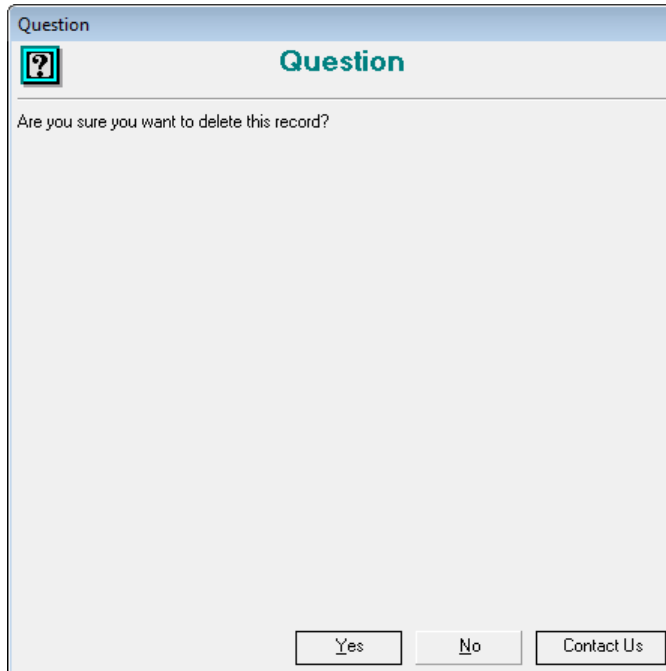 Question
?
Question
Are you sure you want to delete this record?
Yes
No
Contact Us